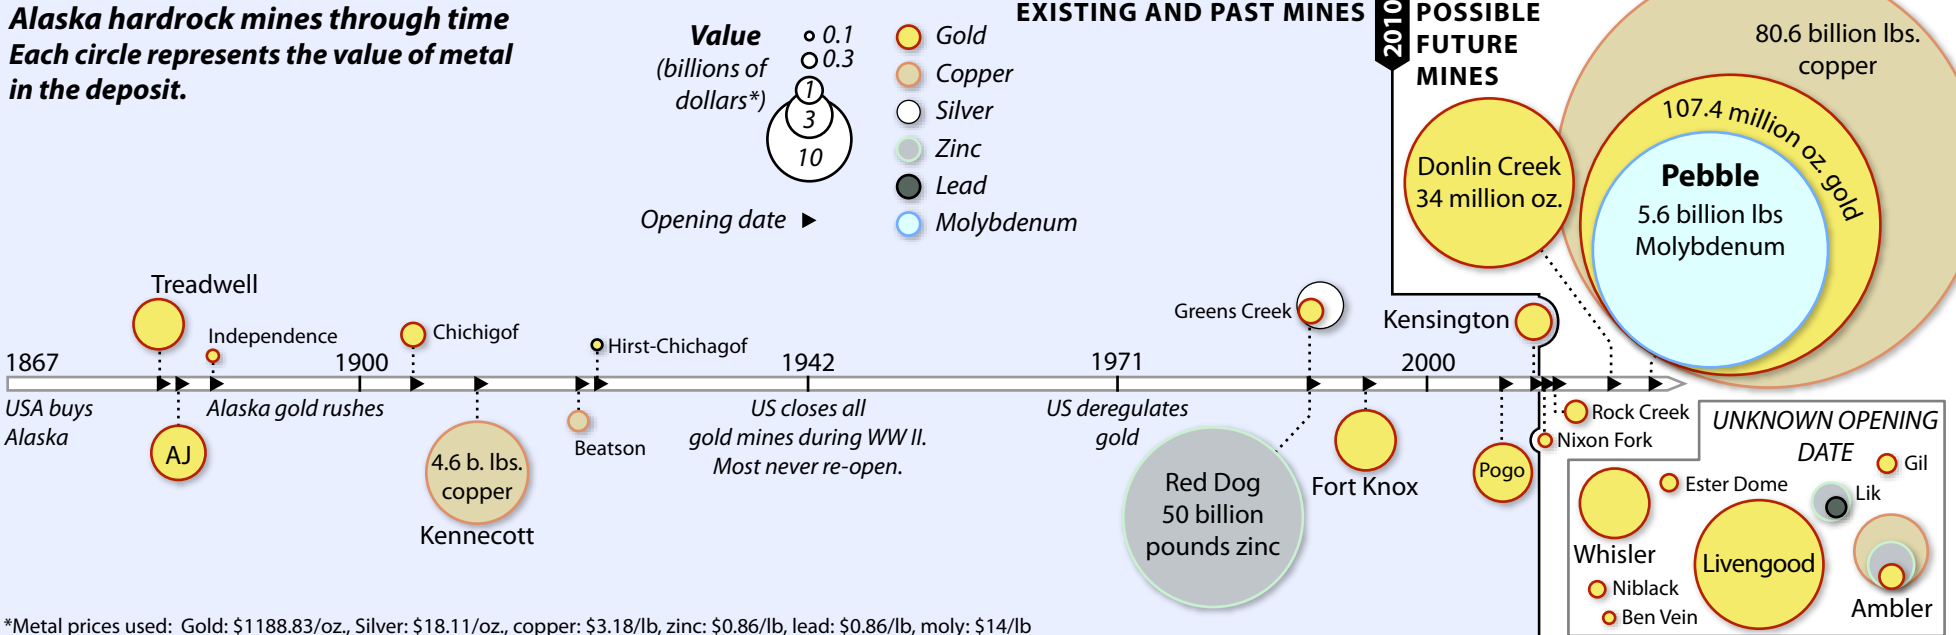 Alaska hardrock mines through time
Each circle represents the value of metal
in the deposit.
Value
(billions of
dollars*)
0.1
0.3
1
3
10
Opening date
Gold
Copper
Silver
Zinc
Lead
Molybdenum
EXISTING AND PAST MINES
2010
POSSIBLE
FUTURE
MINES
80.6 billion lbs.
copper
107.4 million oz. gold
Pebble
5.6 billion lbs
Molybdenum
Donlin Creek
34 million oz.
Treadwell
Independence
Chichigof
Hirst-Chichagof
Greens Creek
Kensington
1867
1900
1942
1971
2000
USA buys
Alaska
Alaska gold rushes
US closes all
gold mines during WW II.
Most never re-open.
US deregulates
gold
AJ
4.6 b. lbs.
copper
Kennecott
Beatson
Red Dog
50 billion
pounds zinc
Fort Knox
Pogo
Rock Creek
Nixon Fork
UNKNOWN OPENING
DATE
Gil
Ester Dome
Lik
Whisler
Livengood
Niblack
Ben Vein
Ambler
*Metal prices used: Gold: $1188.83/oz., Silver: $18.11/oz., copper: $3.18/lb, zinc: $0.86/lb, lead: $0.86/lb, moly: $14/lb